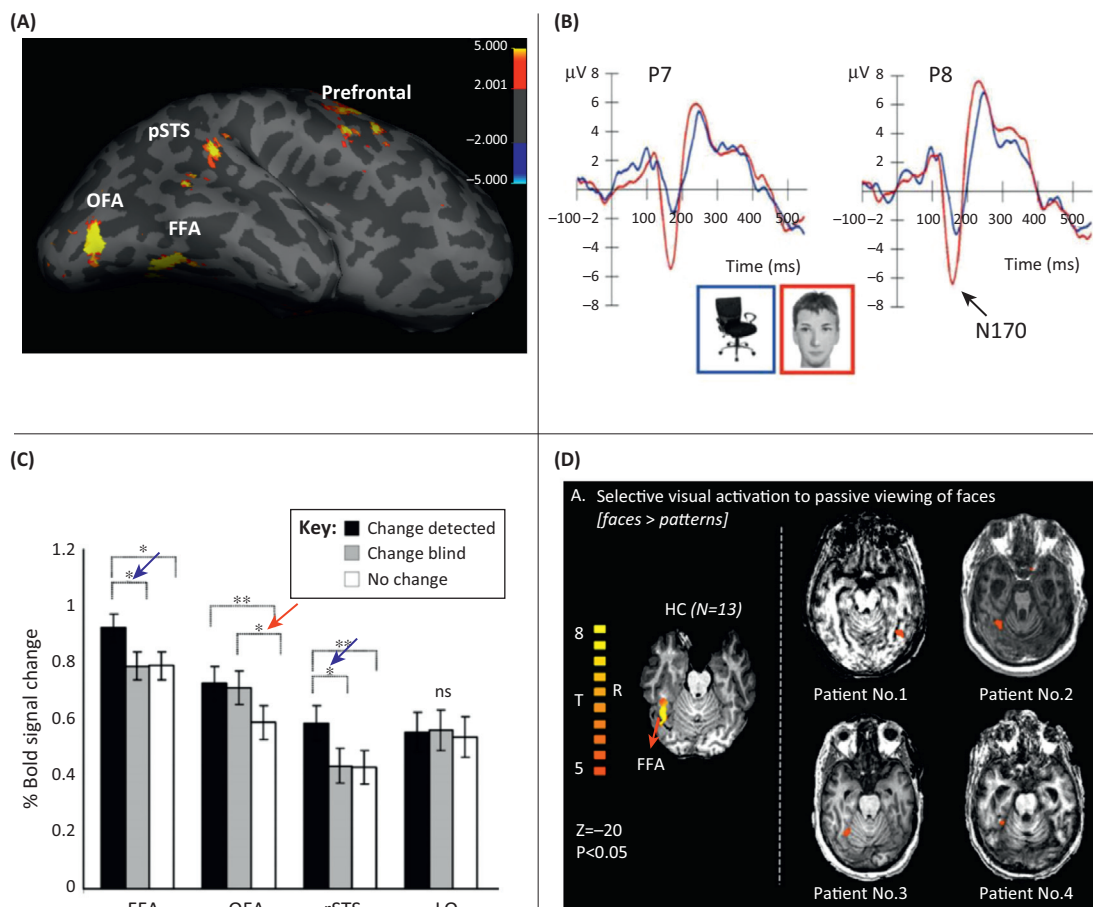 (A)
5.000
2.001
−2.000
−5.000
Prefrontal
pSTS
OFA
FFA
(B)
μV 8
6
4
2
−2
−4
−6
−8
P7
-100
100 200 300 400 500
Time (ms)
μV 8
6
4
2
−2
−4
−6
−8
P8
-100
100 200 300 400 500
Time (ms)
N170
(C)
Key: Change detected
Change blind
No change
% Bold signal change
1.2
1
0.8
0.6
0.4
0.2
0
*
*
**
*
**
*
ns
(D)
A. Selective visual activation to passive viewing of faces
[faces > patterns]
HC (N=13)
8
T
5
R
FFA
Z=−20
P<0.05
Patient No.1
Patient No.2
Patient No.3
Patient No.4